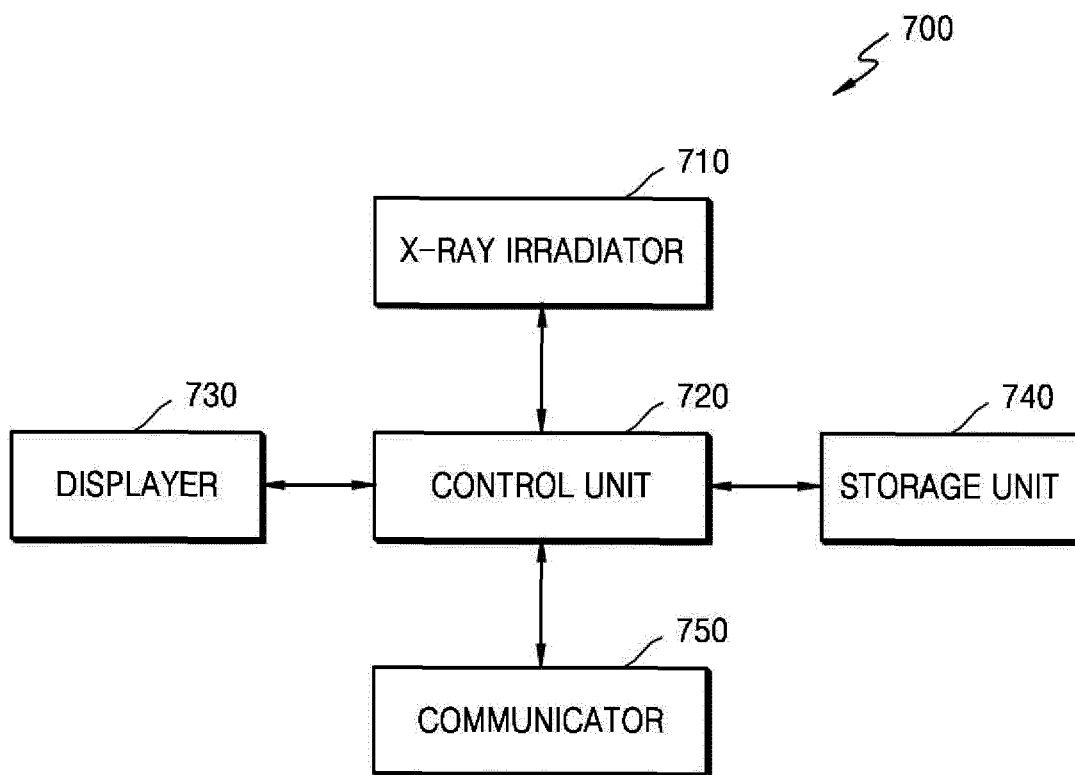 700
710
X-RAY IRRADIATOR
730
720
740
DISPLAYER
CONTROL UNIT
STORAGE UNIT
750
COMMUNICATOR